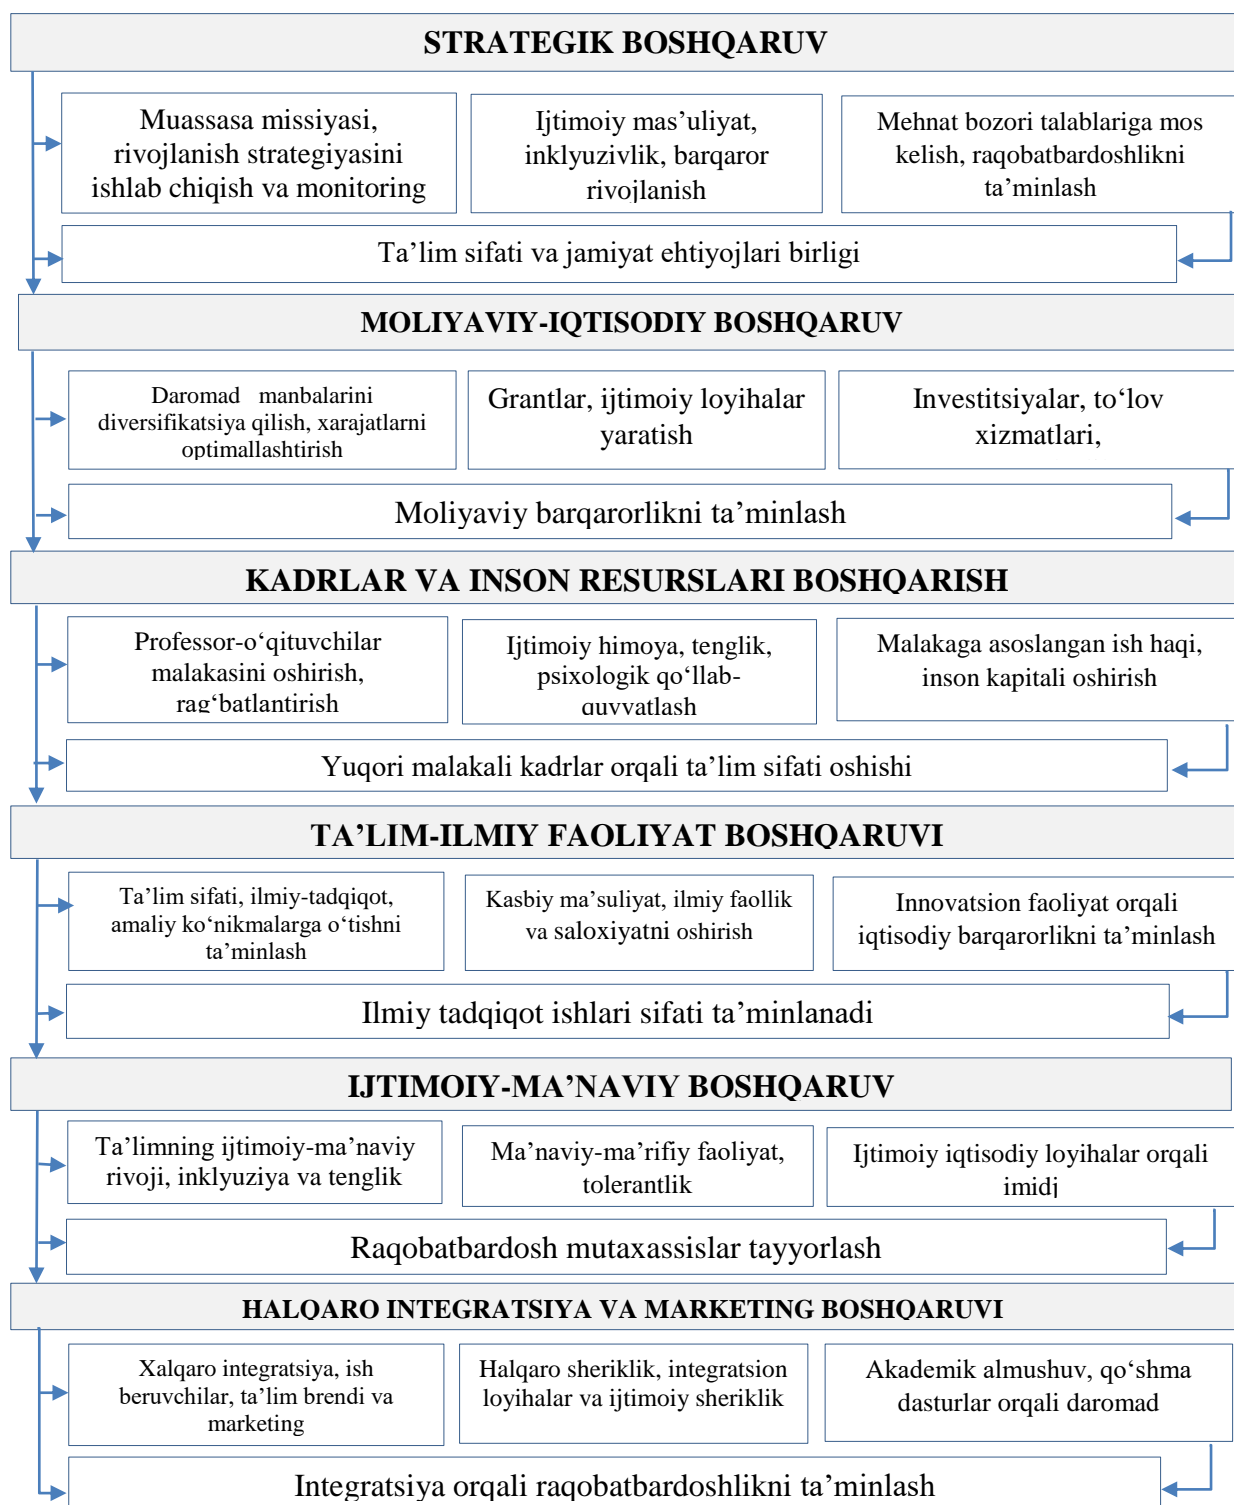 STRATEGIK BOSHQARUV
Muassasa missiyasi,
rivojlanish strategiyasini
ishlab chiqish va monitoring
Ijtimoiy mas’uliyat,
inklyuzivlik, barqaror
rivojlanish
Mehnat bozori talablariga mos
kelish, raqobatbardoshlikni
ta’minlash
Ta’lim sifati va jamiyat ehtiyojlari birligi
MOLIYAVIY-IQTISODIY BOSHQARUV
Daromad manbalarini
diversifikatsiya qilish, xarajatlarni
optimallashtirish
Grantlar, ijtimoiy loyihalar
yaratish
Investitsiyalar, to‘lov
xizmatlari,
Moliyaviy barqarorlikni ta’minlash
KADRLAR VA INSON RESURSLARI BOSHQARISH
Professor-o‘qituvchilar
malakasini oshirish,
rag‘batlantirish
Ijtimoiy himoya, tenglik,
psixologik qo‘llab-
quvvatlash
Malakaga asoslangan ish haqi,
inson kapitali oshirish
Yuqori malakali kadrlar orqali ta’lim sifati oshishi
TA’LIM-ILMIY FAOLIYAT BOSHQARUVI
Ta’lim sifati, ilmiy-tadqiqot,
amaliy ko‘nikmalarga o‘tishni
ta’minlash
Kasbiy ma’suliyat, ilmiy faollik
va saloxiyatni oshirish
Innovatsion faoliyat orqali
iqtisodiy barqarorlikni ta’minlash
Ilmiy tadqiqot ishlari sifati ta’minlanadi
IJTIMOIY-MA’NAVIY BOSHQARUV
Ta’limning ijtimoiy-ma’naviy
rivoji, inklyuziya va tenglik
Ma’naviy-ma’rifiy faoliyat,
tolerantlik
Ijtimoiy iqtisodiy loyihalar orqali
imidj
Raqobatbardosh mutaxassislar tayyorlash
HALQARO INTEGRATSIYA VA MARKETING BOSHQARUVI
Xalqaro integratsiya, ish
beruvchilar, ta’lim brendi va
marketing
Halqaro sheriklik, integratsion
loyihalar va ijtimoiy sheriklik
Akademik almushuv, qo‘shma
dasturlar orqali daromad
Integratsiya orqali raqobatbardoshlikni ta’minlash